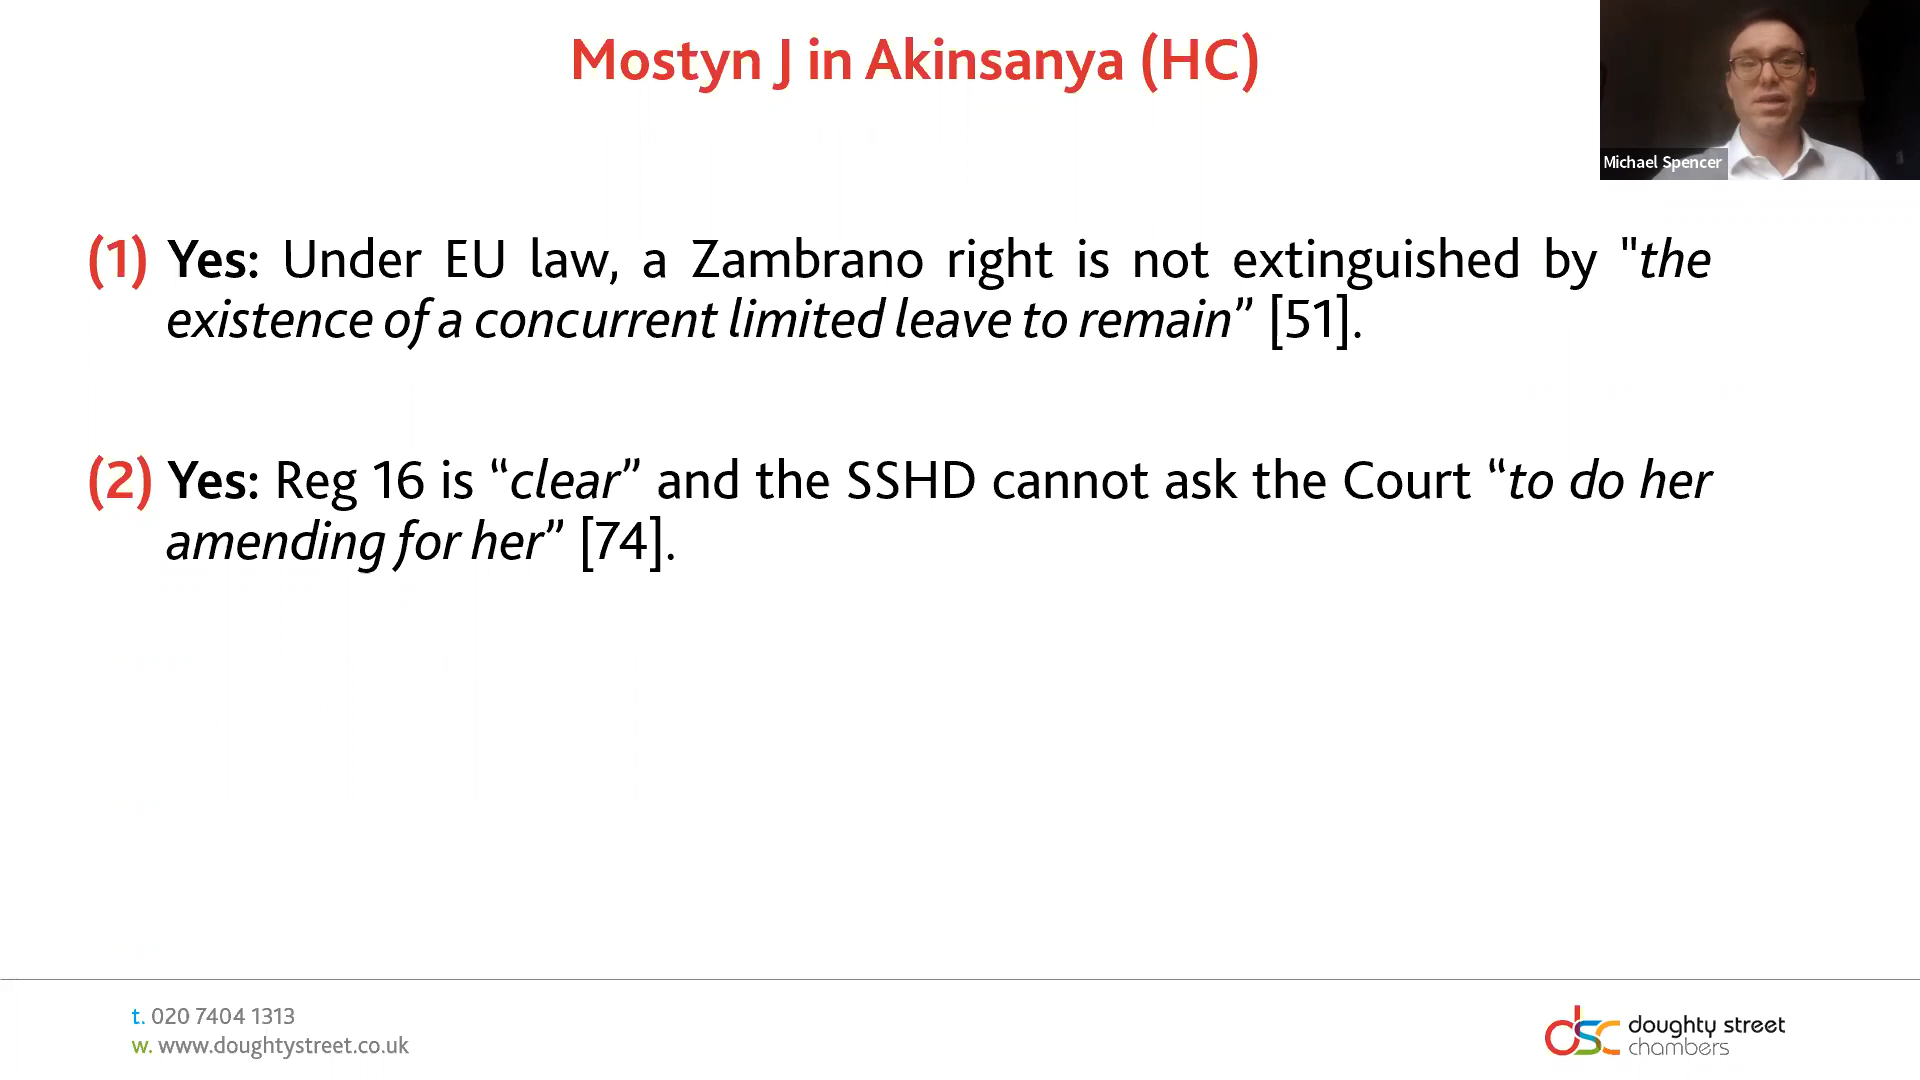 Mostyn J in Akinsanya (HC)
Michael Spencer
(1) Yes: Under EU law, a Zambrano right is not extinguished by "the
existence of a concurrent limited leave to remain” [51].
(2) Yes: Reg 16 is “clear” and the SSHD cannot ask the Court “to do her
amending for her” [74].
t. 020 7404 1313
w. www.doughtystreet.co.uk
dsc doughty street
chambers